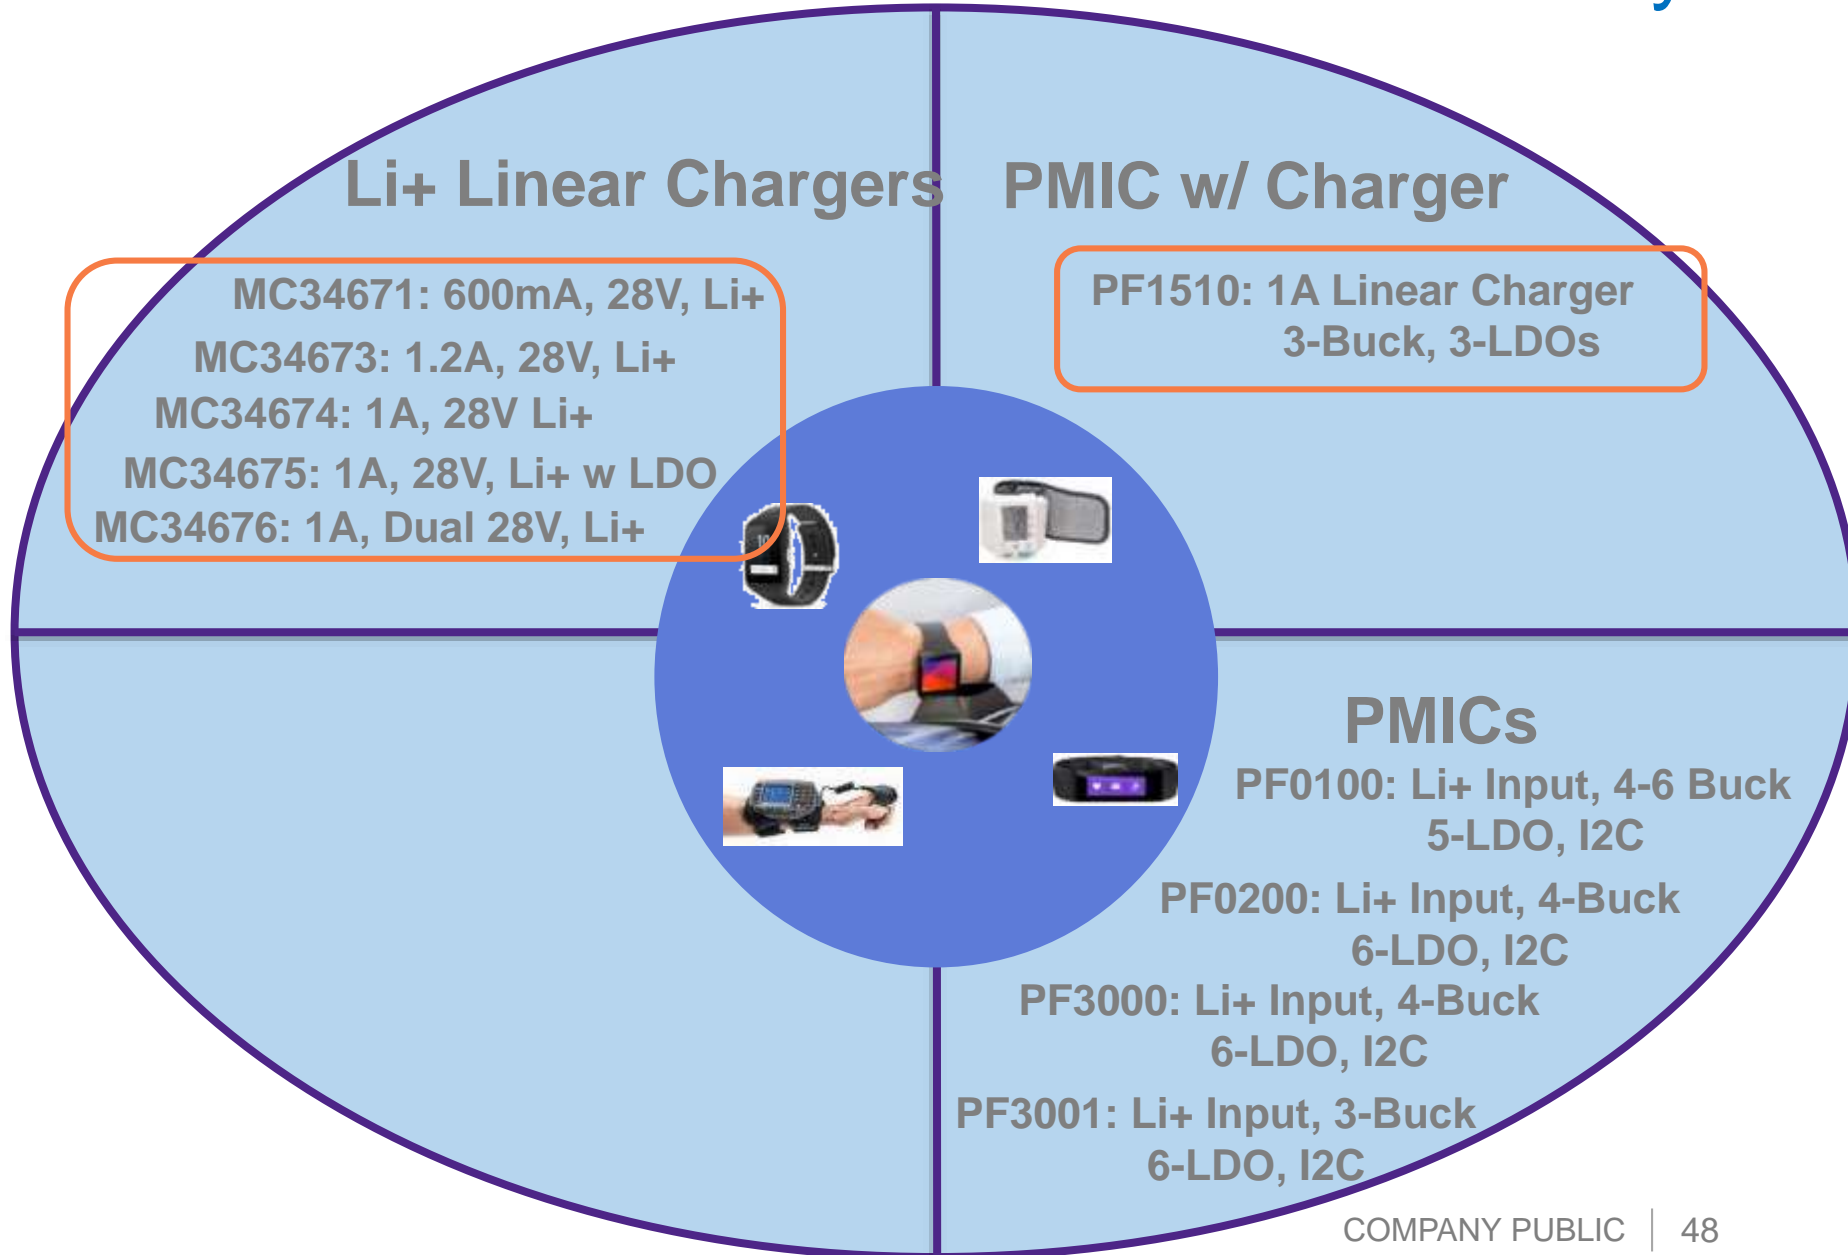 Li+ Linear Chargers
MC34671: 600mA, 28V, Li+
MC34673: 1.2A, 28V, Li+
MC34674: 1A, 28V Li+
MC34675: 1A, 28V, Li+ w LDO
MC34676: 1A, Dual 28V, Li+
PMIC w/ Charger
PF1510: 1A Linear Charger
3-Buck, 3-LDOs
10
PMICs
PF0100: Li+ Input, 4-6 Buck
5-LDO, I2C
PF0200: Li+ Input, 4-Buck
6-LDO, I2C
PF3000: Li+ Input, 4-Buck
6-LDO, I2C
PF3001: Li+ Input, 3-Buck
6-LDO, I2C
COMPANY PUBLIC | 48